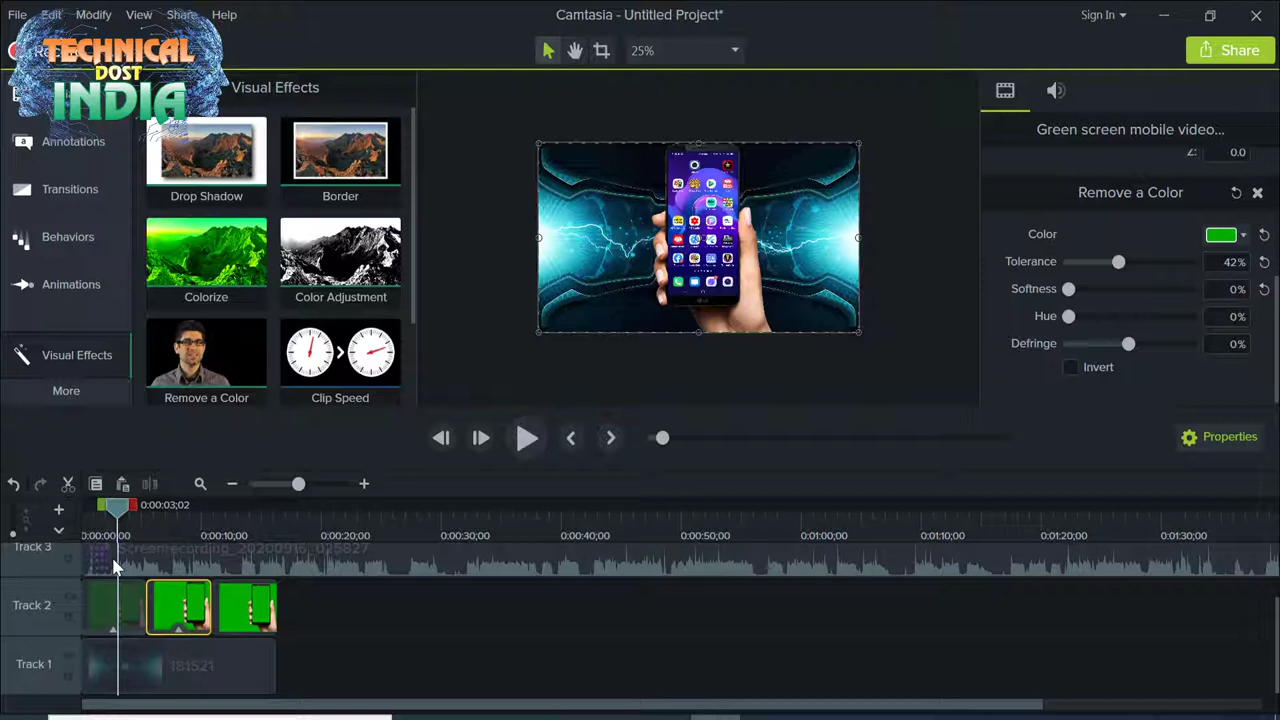 File Edit Modify View Share Help
Camtasia - Untitled Project*
Sign In
TECHNICAL
DOST
INDIA
25%
Share
Visual Effects
Annotations
Transitions
Behaviors
Animations
Visual Effects
More
Drop Shadow
Border
Colorize
Color Adjustment
Remove a Color
Clip Speed
Green screen mobile video...
0.0
Remove a Color
Color
Tolerance 42%
Softness 0%
Hue 0%
Defringe 0%
Invert
Properties
0:00:03;02
0:00:00;00 0:00:10;00 0:00:20;00 0:00:30;00 0:00:40;00 0:00:50;00 0:01:00;00 0:01:10;00 0:01:20;00 0:01:30;00
Track 3
Screenrecording_20200916_025827
Track 2
Track 1
181521